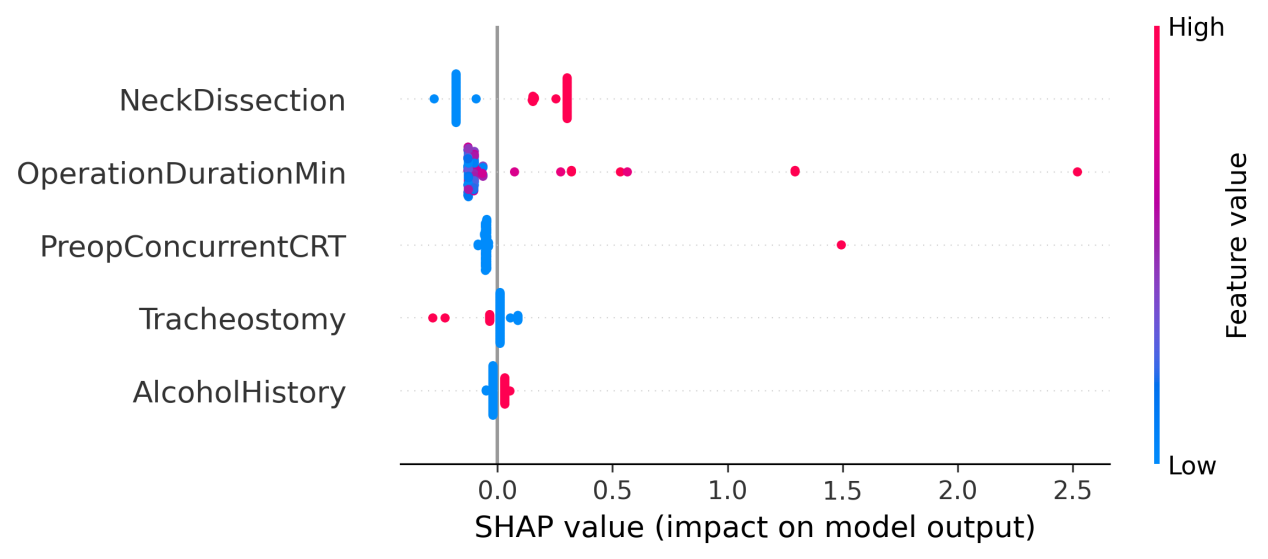 High
NeckDissection
OperationDurationMin
PreopConcurrentCRT
Tracheostomy
AlcoholHistory
Feature value
Low
0.0 0.5 1.0 1.5 2.0 2.5
SHAP value (impact on model output)